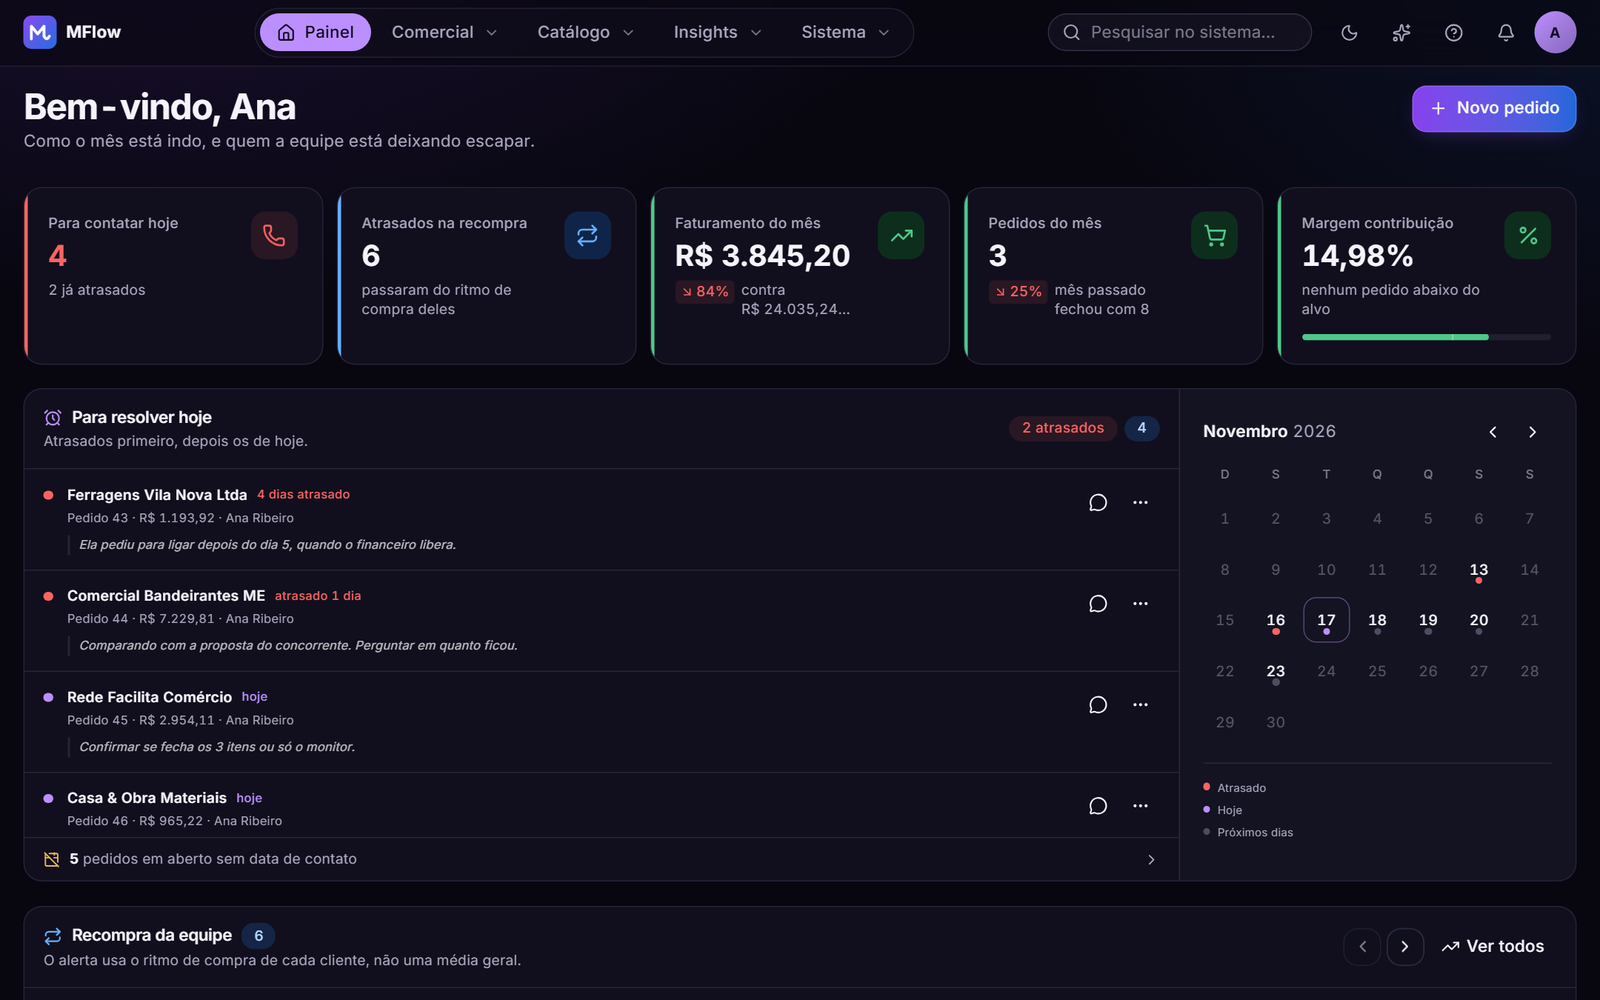 MFlow
Painel
Comercial
Catálogo
Insights
Sistema
Pesquisar no sistema...
A
Bem-vindo, Ana
Como o mês está indo, e quem a equipe está deixando escapar.
Novo pedido
Para contatar hoje
4
2 já atrasados
Atrasados na recompra
6
passaram do ritmo de
compra deles
Faturamento do mês
R$ 3.845,20
84%
contra
R$ 24.035,24...
Pedidos do mês
3
25%
mês passado
fechou com 8
Margem contribuição
14,98%
nenhum pedido abaixo do
alvo
Para resolver hoje
Atrasados primeiro, depois os de hoje.
2 atrasados
4
Ferragens Vila Nova Ltda 4 dias atrasado
Pedido 43 · R$ 1.193,92 · Ana Ribeiro
Ela pediu para ligar depois do dia 5, quando o financeiro libera.
Comercial Bandeirantes ME atrasado 1 dia
Pedido 44 · R$ 7.229,81 · Ana Ribeiro
Comparando com a proposta do concorrente. Perguntar em quanto ficou.
Rede Facilita Comércio hoje
Pedido 45 · R$ 2.954,11 · Ana Ribeiro
Confirmar se fecha os 3 itens ou só o monitor.
Casa & Obra Materiais hoje
Pedido 46 · R$ 965,22 · Ana Ribeiro
5 pedidos em aberto sem data de contato
Novembro 2026
D S T Q Q S S
1 2 3 4 5 6 7
8 9 10 11 12 13 14
15 16 17 18 19 20 21
22 23 24 25 26 27 28
29 30
Atrasado
Hoje
Próximos dias
Recompra da equipe 6
O alerta usa o ritmo de compra de cada cliente, não uma média geral.
Ver todos